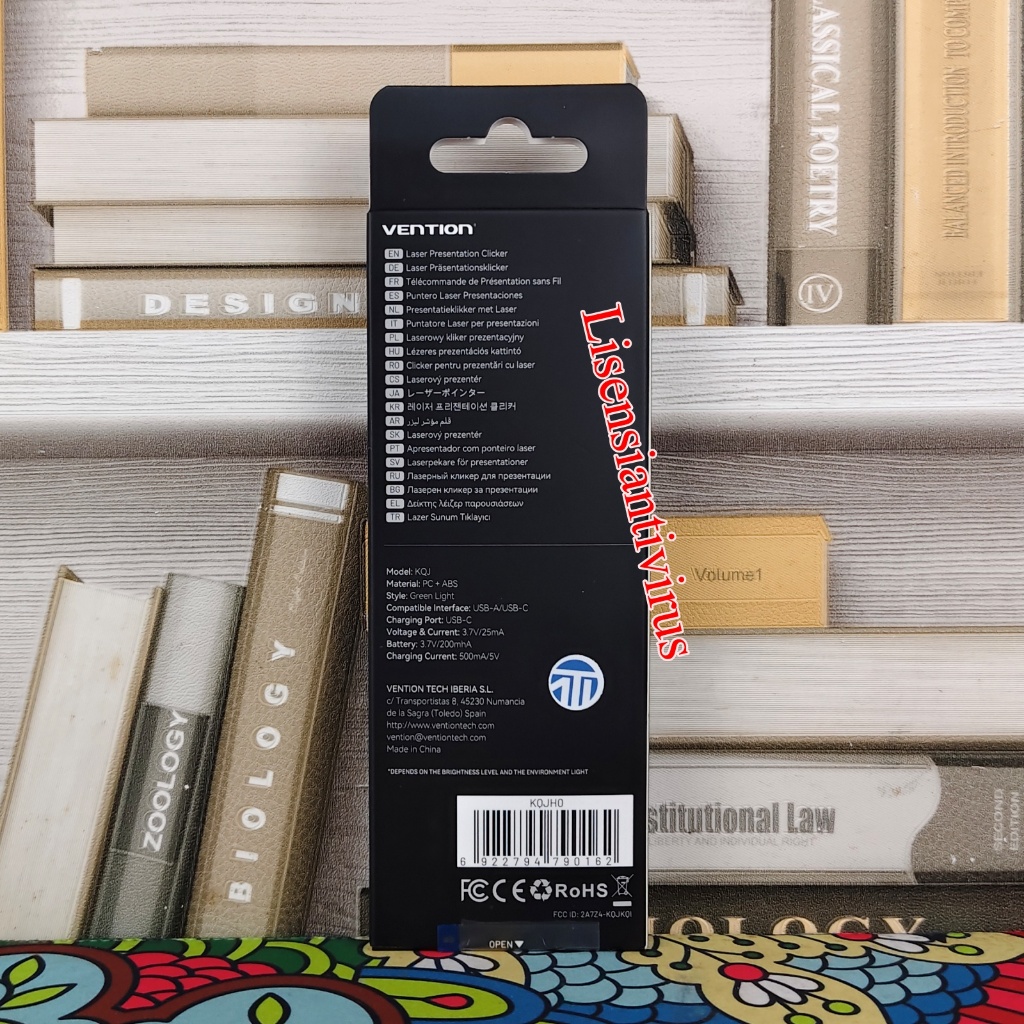 VENTION
EN Laser Presentation Clicker
DE Laser Präsentationsklicker
FR Télécommande de Présentation sans Fil
ES Puntero Laser Presentaciones
NL Presentatieklikker met Laser
IT Puntatore Laser per presentazioni
PL Laserowy kliker prezentacyjny
HU Lézeres prezentációs kattintó
RO Clicker pentru prezentări cu laser
CS Laserový prezentér
JA レーザーポインター
KR 레이저 프리젠테이션 클리커
AR قلم مؤشر ليزر
SK Laserový prezentér
PT Apresentador com ponteiro laser
SV Laserpekare för presentationer
RU Лазерный кликер для презентации
BG Лазерен кликер за презентации
EL Δείκτης λέιζερ παρουσιάσεων
TR Lazer Sunum Tıklayıcı
Model: KQJ
Material: PC + ABS
Style: Green Light
Compatible Interface: USB-A/USB-C
Charging Port: USB-C
Voltage & Current: 3.7V/25mA
Battery: 3.7V/200mhA
Charging Current: 500mA/5V
VENTION TECH IBERIA S.L.
c/ Transportistas 8, 45230 Numancia
de la Sagra (Toledo) Spain
http://www.ventiontech.com
vention@ventiontech.com
Made in China
*DEPENDS ON THE BRIGHTNESS LEVEL AND THE ENVIRONMENT LIGHT
KQJH0
6 922794 790162
FC CE RoHS
FCC ID: 2A7Z4-KQJKQI
OPEN
Lisensiantivirus
DESIGN
ZOOLOGY
BIOLOGY
LASSICAL POETRY
IV
BALANCED INTRODUCTION TO COMP
Volume1
stitutional Law
LIBERTY AND INDIVIDUAL RIGHT
SECOND
EDITION
IOLOGY